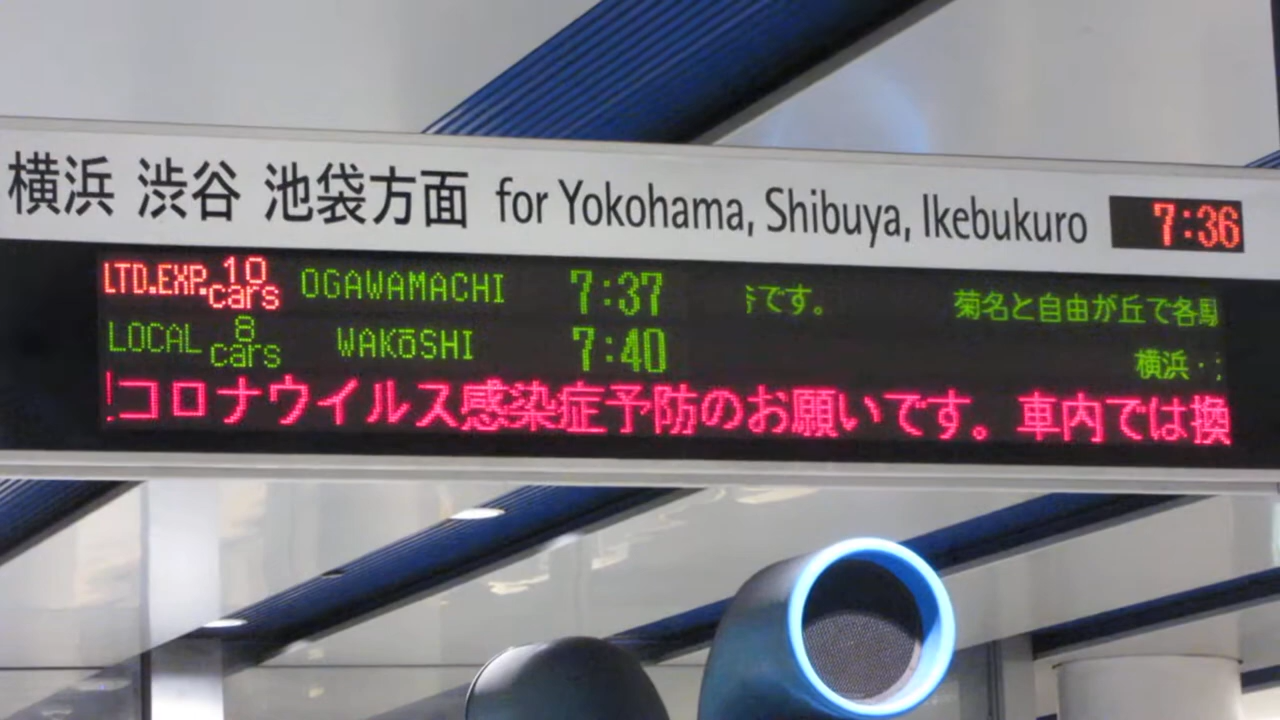 横浜 渋谷 池袋方面 for Yokohama, Shibuya, Ikebukuro 7:36
LTD.EXP. 10 cars OGAWAMACHI 7:37 です。 菊名と自由が丘で各駅
LOCAL 8 cars WAKōSHI 7:40 横浜・
!コロナウイルス感染症予防のお願いです。車内では換